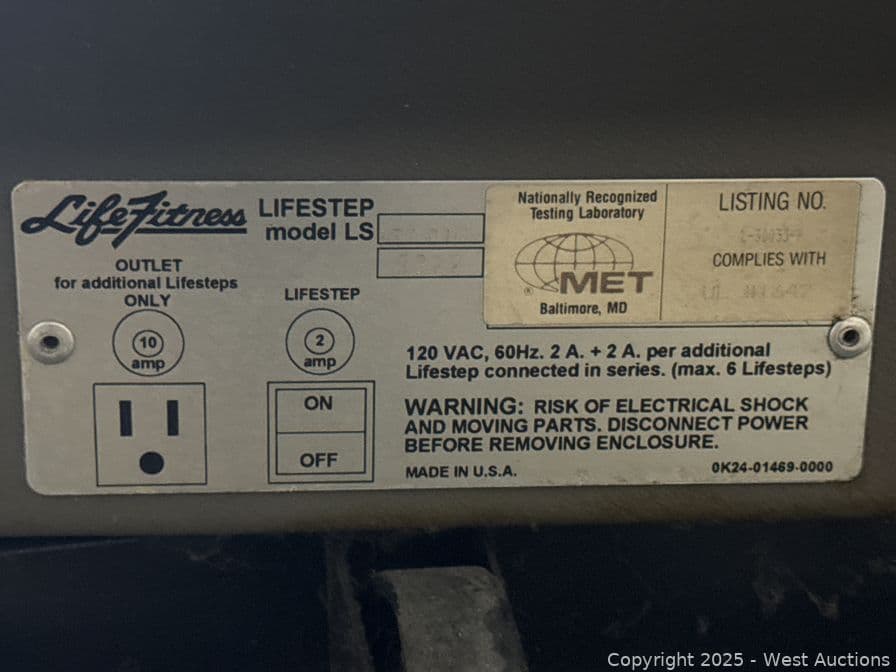 LifeFitness
LIFESTEP
model LS
OUTLET
for additional Lifesteps
ONLY
10
amp
LIFESTEP
2
amp
ON
OFF
Nationally Recognized
Testing Laboratory
® MET
Baltimore, MD
LISTING NO.
COMPLIES WITH
120 VAC, 60Hz. 2 A. + 2 A. per additional
Lifestep connected in series. (max. 6 Lifesteps)
WARNING: RISK OF ELECTRICAL SHOCK
AND MOVING PARTS. DISCONNECT POWER
BEFORE REMOVING ENCLOSURE.
MADE IN U.S.A.
0K24-01469-0000
Copyright 2025 - West Auctions